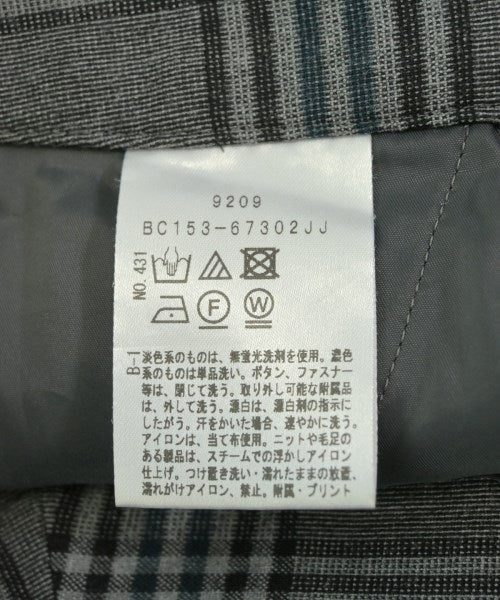 9209
BC153-67302JJ
NO.431
F
W
B-1
淡色系のものは、無蛍光洗剤を使用。濃色
系のものは単品洗い。ボタン、ファスナー
等は、閉じて洗う。取り外し可能な附属品
は、外して洗う。漂白は、漂白剤の指示に
したがう。汗をかいた場合、速やかに洗う。
アイロンは、当て布使用。ニットや毛足の
ある製品は、スチームでの浮かしアイロン
仕上げ。つけ置き洗い・濡れたままの放置、
濡れがけアイロン、禁止。附属・プリント